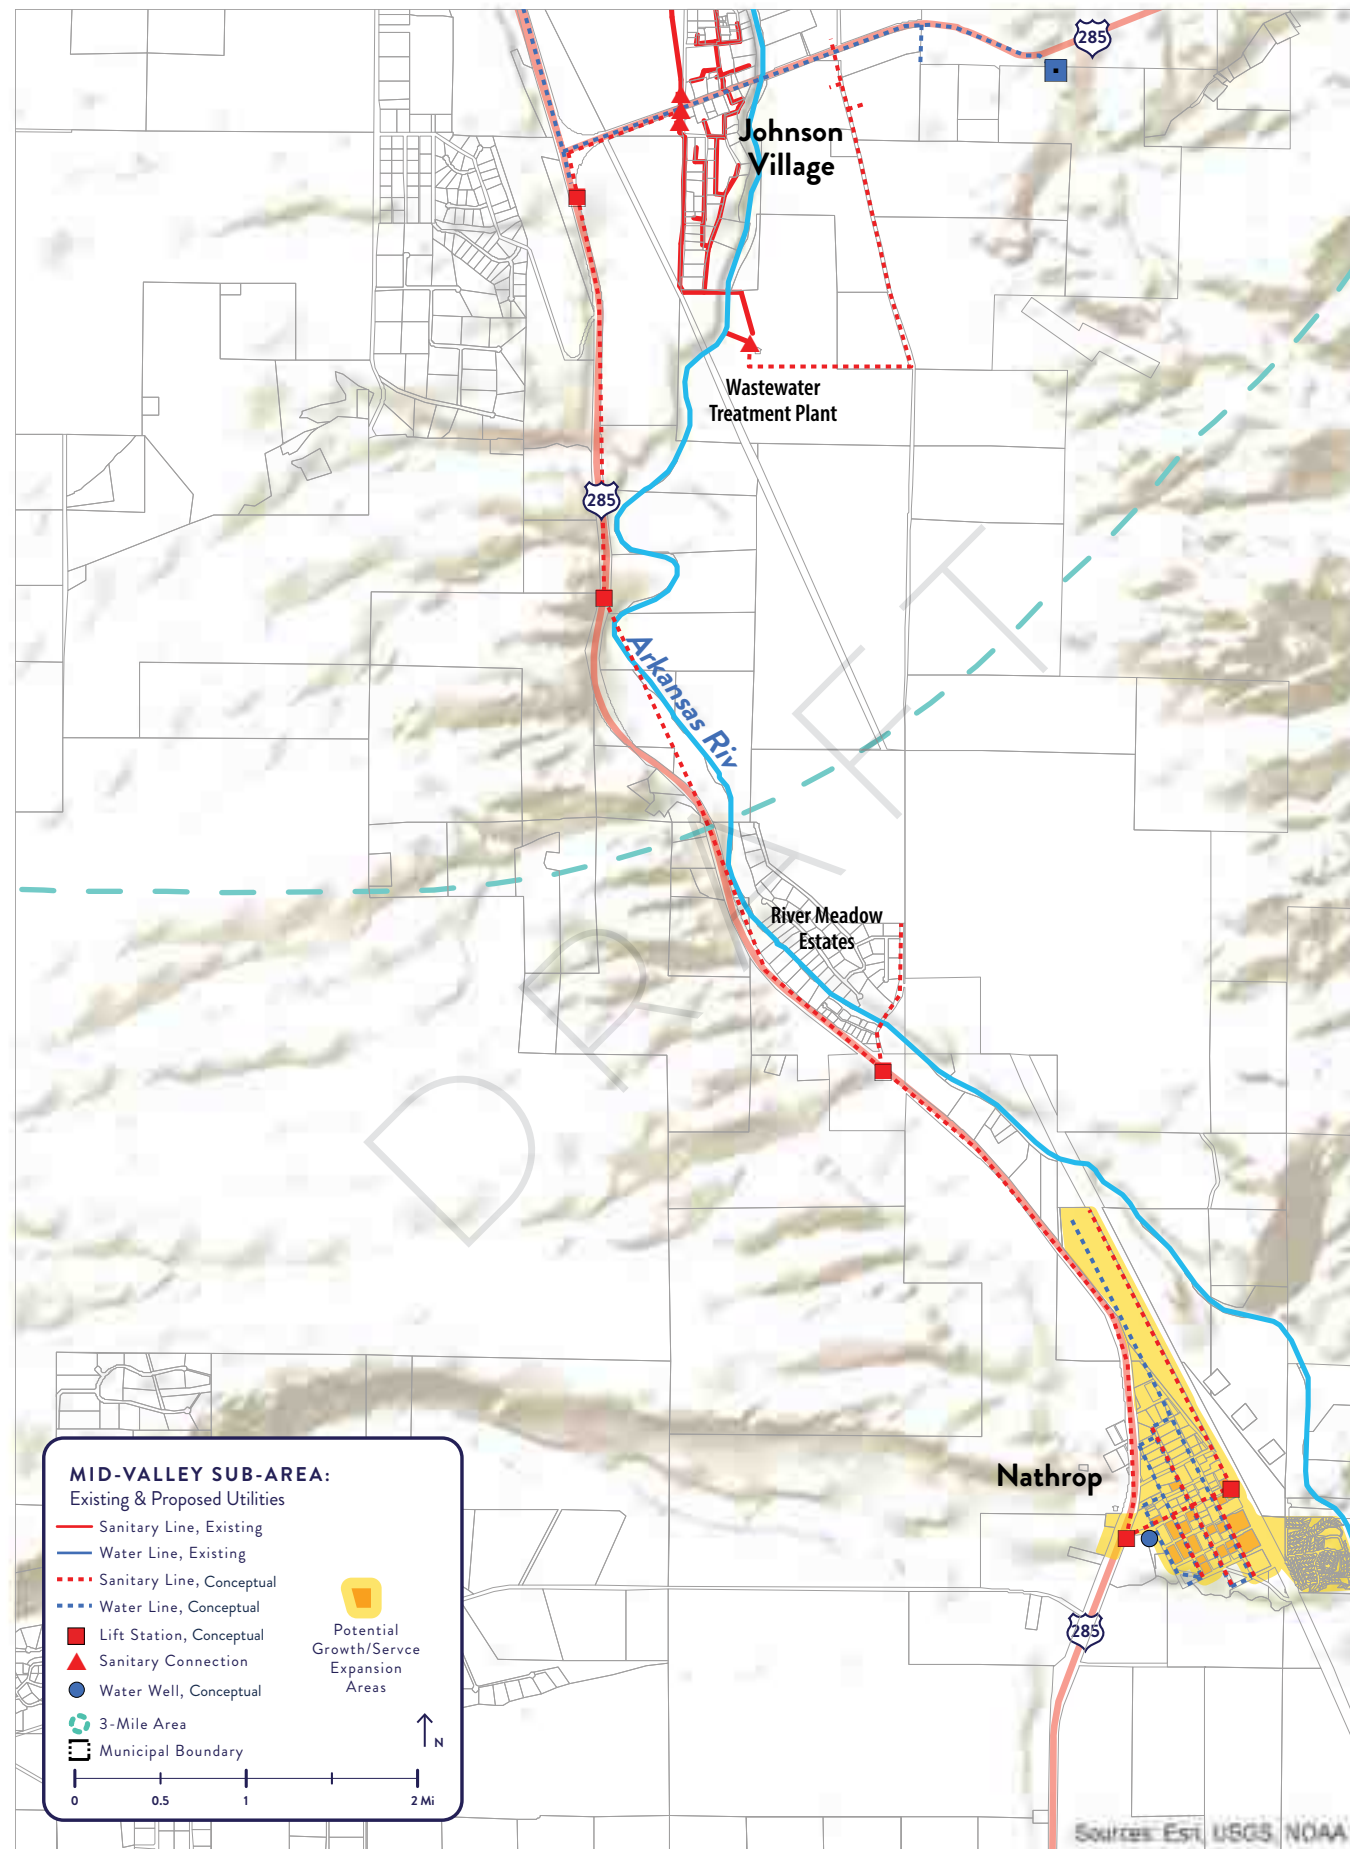 285
Johnson
Village
Wastewater
Treatment Plant
285
Arkansas Riv
River Meadow
Estates
DRAFT
Nathrop
285
MID-VALLEY SUB-AREA:
Existing & Proposed Utilities
Sanitary Line, Existing
Water Line, Existing
Sanitary Line, Conceptual
Water Line, Conceptual
Lift Station, Conceptual
Sanitary Connection
Water Well, Conceptual
3-Mile Area
Municipal Boundary
Potential
Growth/Servce
Expansion
Areas
N
0 0.5 1 2 Mi
Sources: Esri, USGS, NOAA